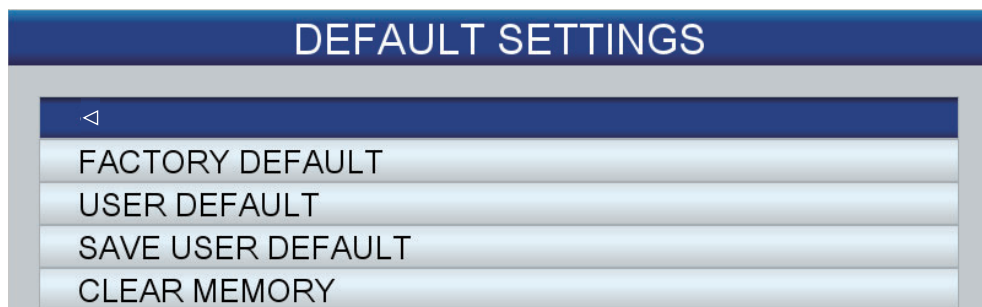 DEFAULT SETTINGS
FACTORY DEFAULT
USER DEFAULT
SAVE USER DEFAULT
CLEAR MEMORY